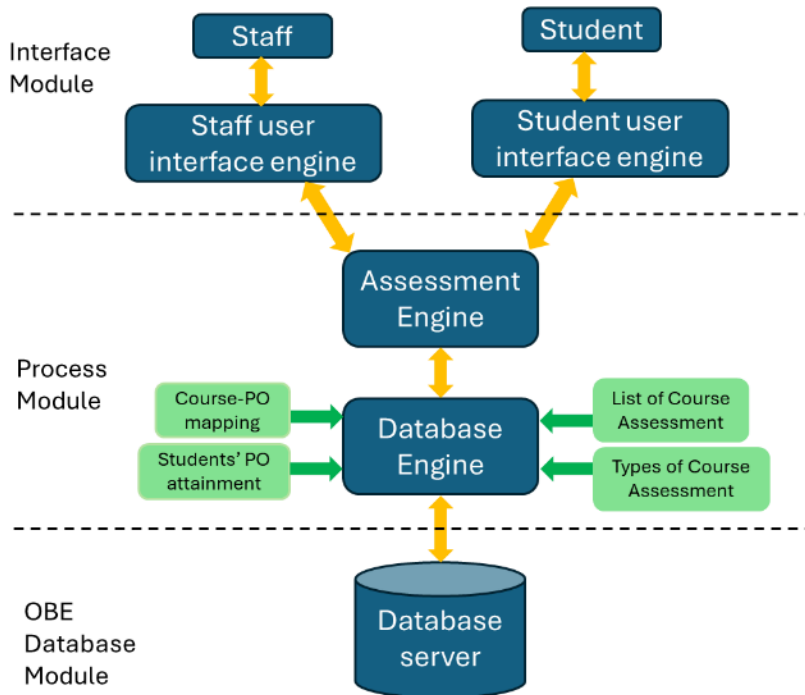 Interface
Module
Staff
Student
Staff user
interface engine
Student user
interface engine
Process
Module
Assessment
Engine
Course-PO
mapping
Students' PO
attainment
Database
Engine
List of Course
Assessment
Types of Course
Assessment
OBE
Database
Module
Database
server